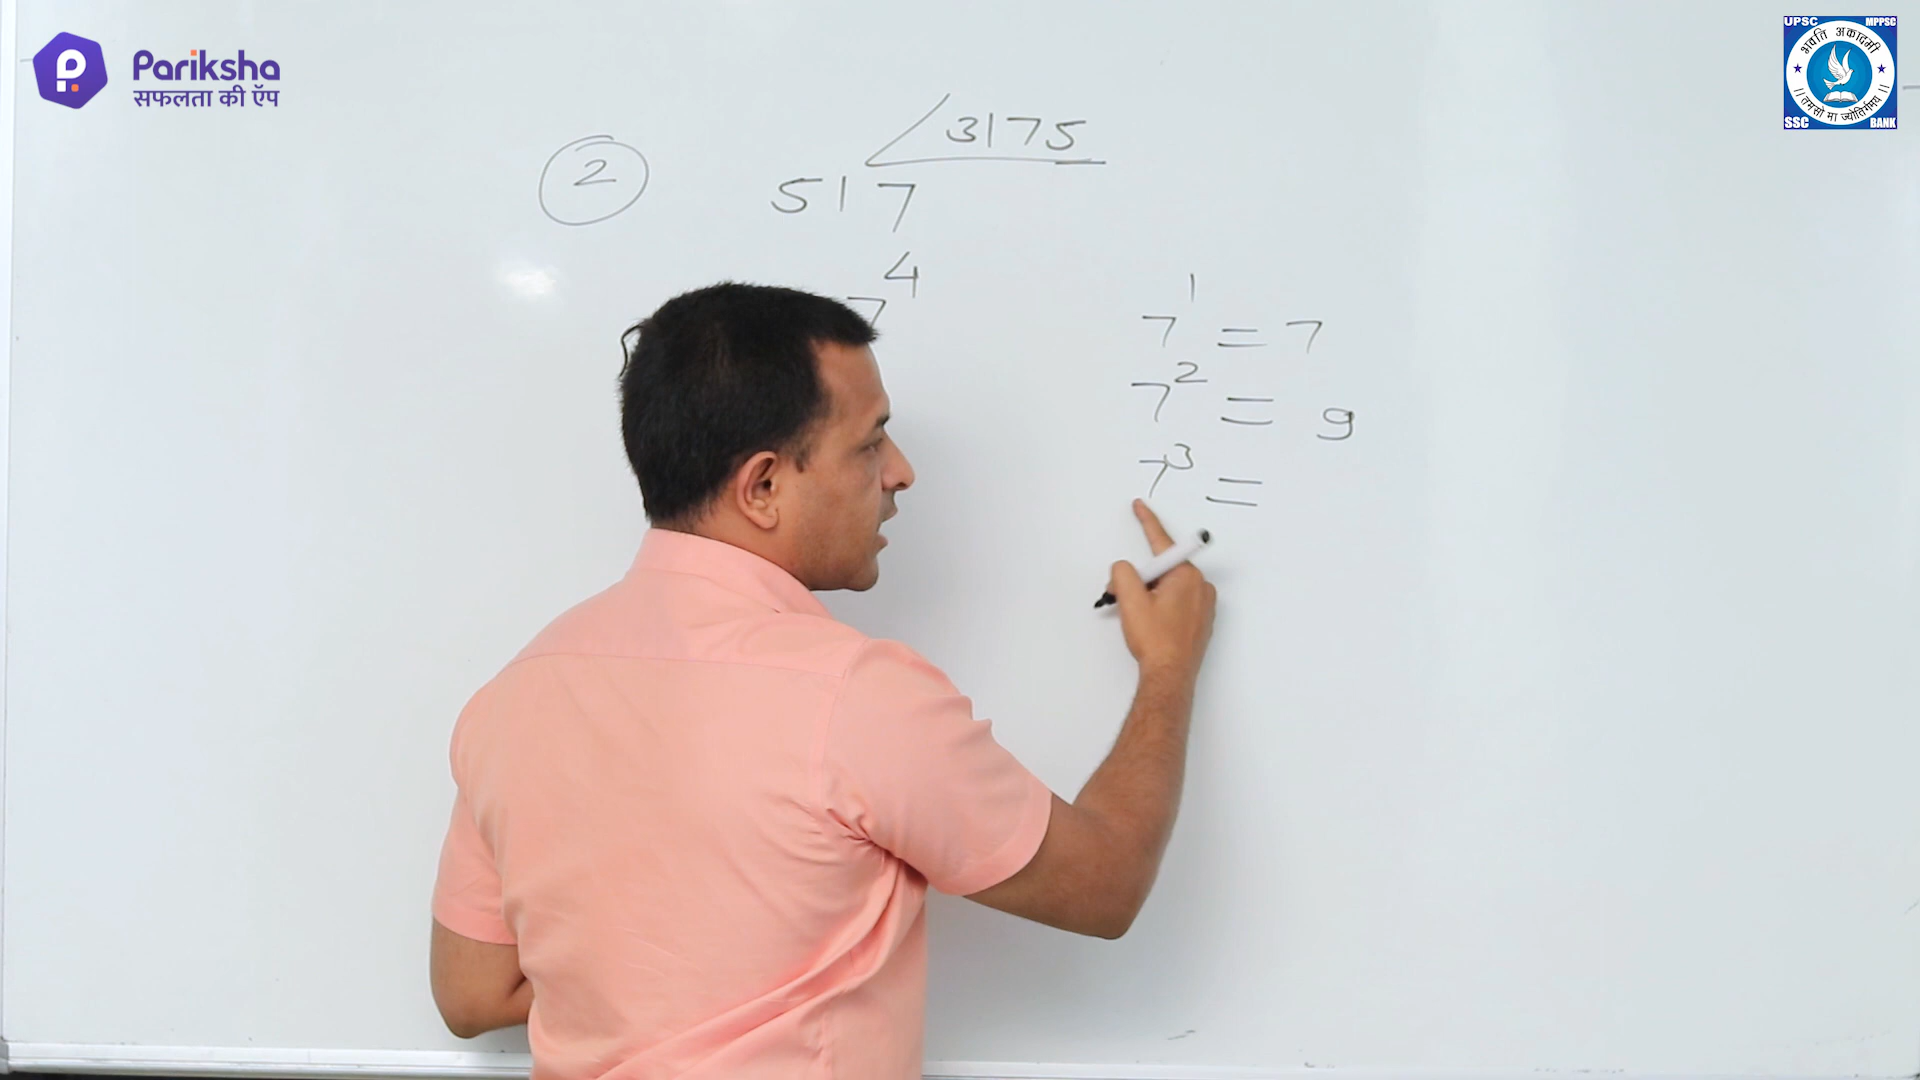 Pariksha
सफलता की ऍप
UPSC MPPSC
भवति अकादमी
।। तमसो मा ज्योतिर्गमय ।।
SSC BANK
2
517^3175
7^4
7^1 = 7
7^2 = 9
7^3 =